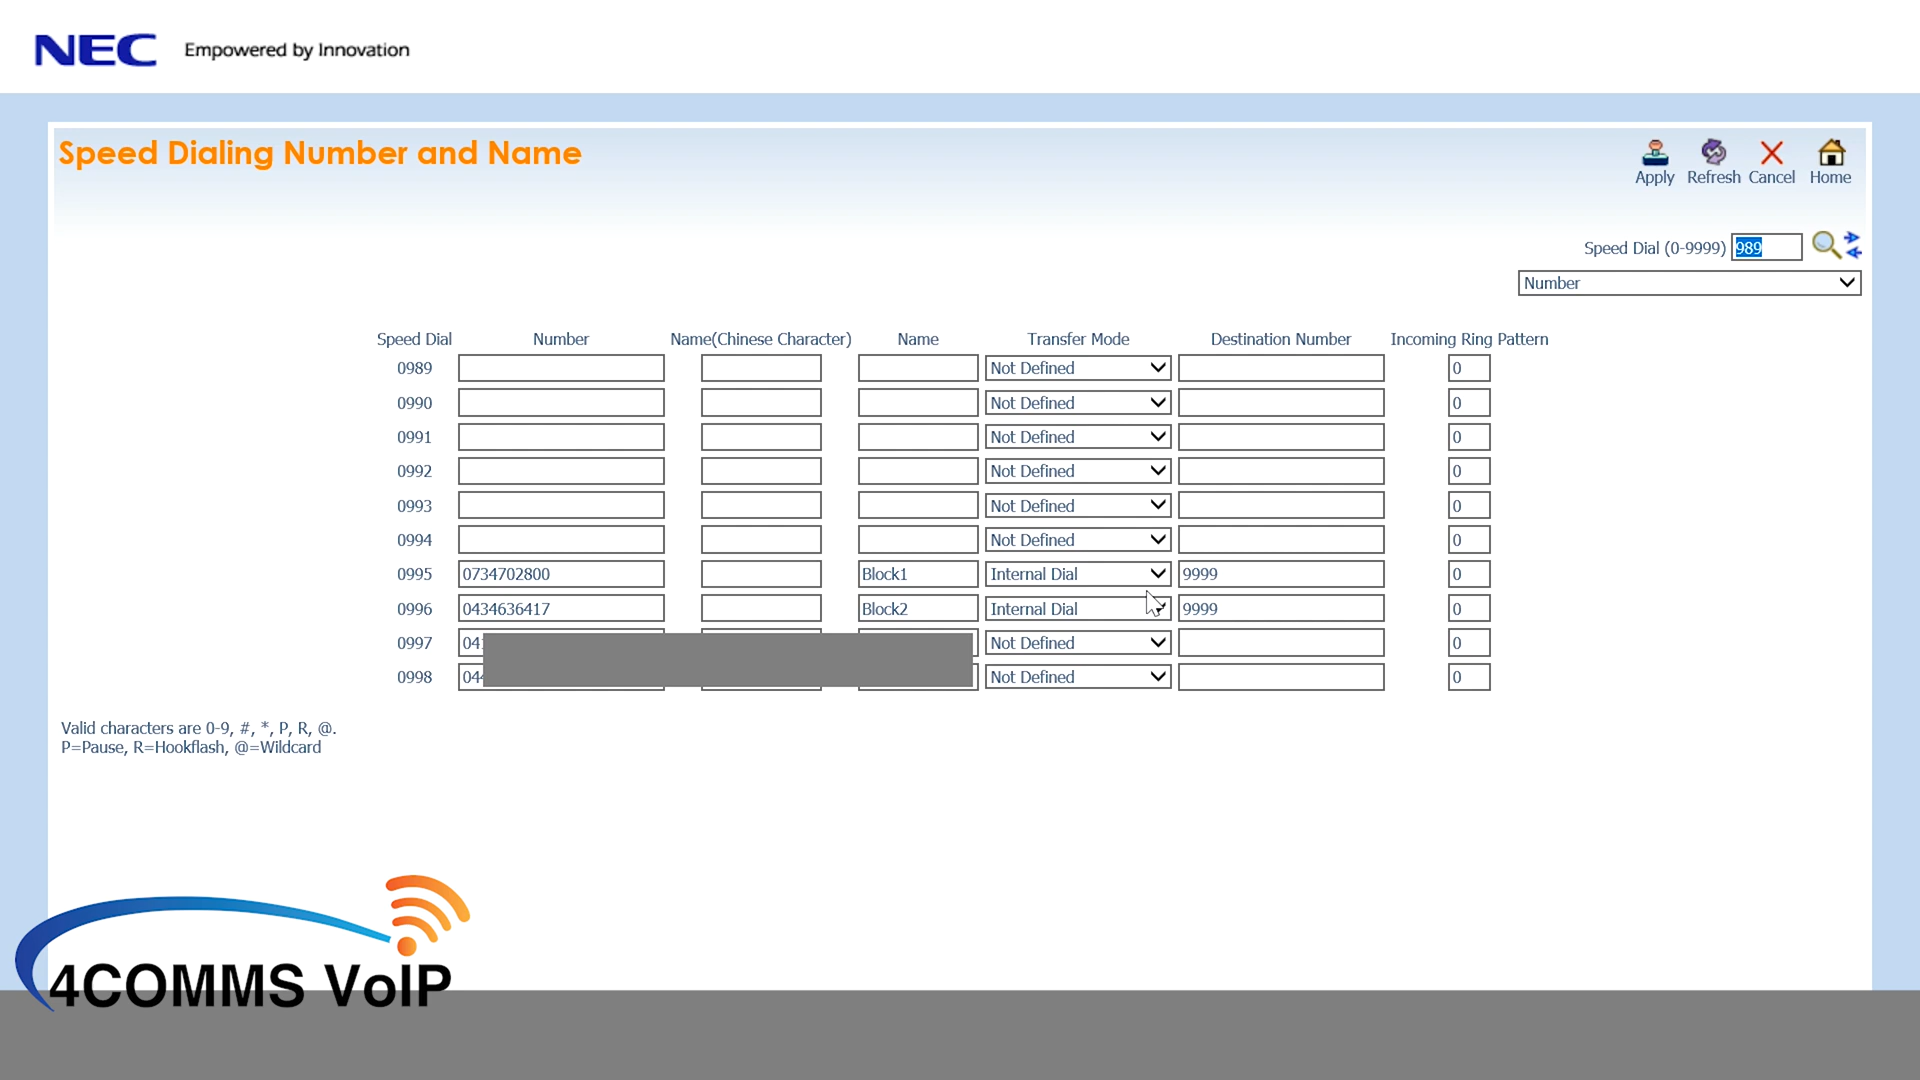 NEC Empowered by Innovation
Speed Dialing Number and Name
Apply Refresh Cancel Home
Speed Dial (0-9999) 989
Number
Speed Dial Number Name(Chinese Character) Name Transfer Mode Destination Number Incoming Ring Pattern
0989 Not Defined 0
0990 Not Defined 0
0991 Not Defined 0
0992 Not Defined 0
0993 Not Defined 0
0994 Not Defined 0
0995 0734702800 Block1 Internal Dial 9999 0
0996 0434636417 Block2 Internal Dial 9999 0
0997 Not Defined 0
0998 Not Defined 0
Valid characters are 0-9, #, *, P, R, @.
P=Pause, R=Hookflash, @=Wildcard
4COMMS VoIP